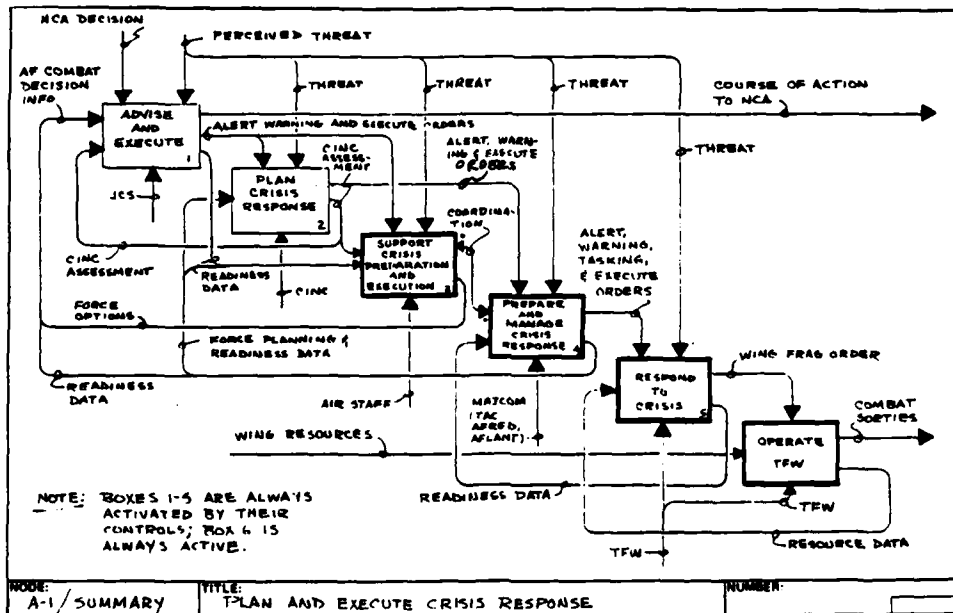 NCA DECISION
PERCEIVED THREAT
AF COMBAT
DECISION
INFO
THREAT
THREAT
THREAT
COURSE OF ACTION
TO NCA
ADVISE
AND
EXECUTE
1
ALERT WARNING AND EXECUTE ORDERS
CINC
ASSESS-
MENT
ALERT, WARN-
ING & EXECUTE
ORDERS
THREAT
JCS
PLAN
CRISIS
RESPONSE
2
COORDINA-
TION
CINC
ASSESSMENT
READINESS
DATA
CINC
SUPPORT
CRISIS
PREPARATION
AND
EXECUTION
3
ALERT,
WARNING,
TASKING,
& EXECUTE
ORDERS
FORCE
OPTIONS
FORCE PLANNING &
READINESS DATA
PREPARE
AND
MANAGE
CRISIS
RESPONSE
4
READINESS
DATA
AIR STAFF
MAJCOM
(TAC
AFRED,
AFLANT)
RESPOND
TO
CRISIS
5
WING FRAG ORDER
COMBAT
SORTIES
WING RESOURCES
OPERATE
TFW
READINESS DATA
TFW
TFW
RESOURCE DATA
NOTE: BOXES 1-5 ARE ALWAYS
ACTIVATED BY THEIR
CONTROLS; BOX 6 IS
ALWAYS ACTIVE.
NODE:
A-1/SUMMARY
TITLE:
PLAN AND EXECUTE CRISIS RESPONSE
NUMBER: